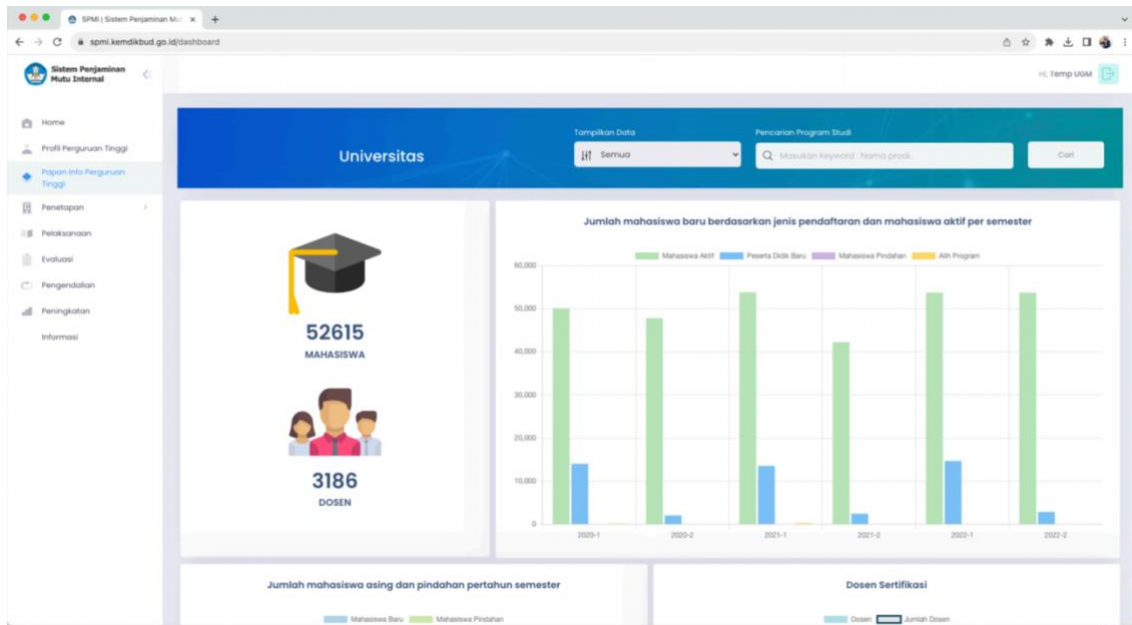 SPMI | Sistem Penjaminan Mu
spmi.kemdikbud.go.id/dashboard
Sistem Penjaminan
Mutu Internal
Hi, Temp UGM
Home
Profil Perguruan Tinggi
Papan Info Perguruan
Tinggi
Penetapan
Pelaksanaan
Evaluasi
Pengendalian
Peningkatan
Informasi
Universitas
Tampilkan Data
Semua
Pencarian Program Studi
Masukan keyword : Nama prodi.
Cari
52615
MAHASISWA
3186
DOSEN
Jumlah mahasiswa baru berdasarkan jenis pendaftaran dan mahasiswa aktif per semester
Mahasiswa Aktif Peserta Didik Baru Mahasiswa Pindahan Alih Program
60,000
50,000
40,000
30,000
20,000
10,000
0
2020-1 2020-2 2021-1 2021-2 2022-1 2022-2
Jumlah mahasiswa asing dan pindahan pertahun semester
Mahasiswa Baru Mahasiswa Pindahan
Dosen Sertifikasi
Dosen Jumlah Dosen